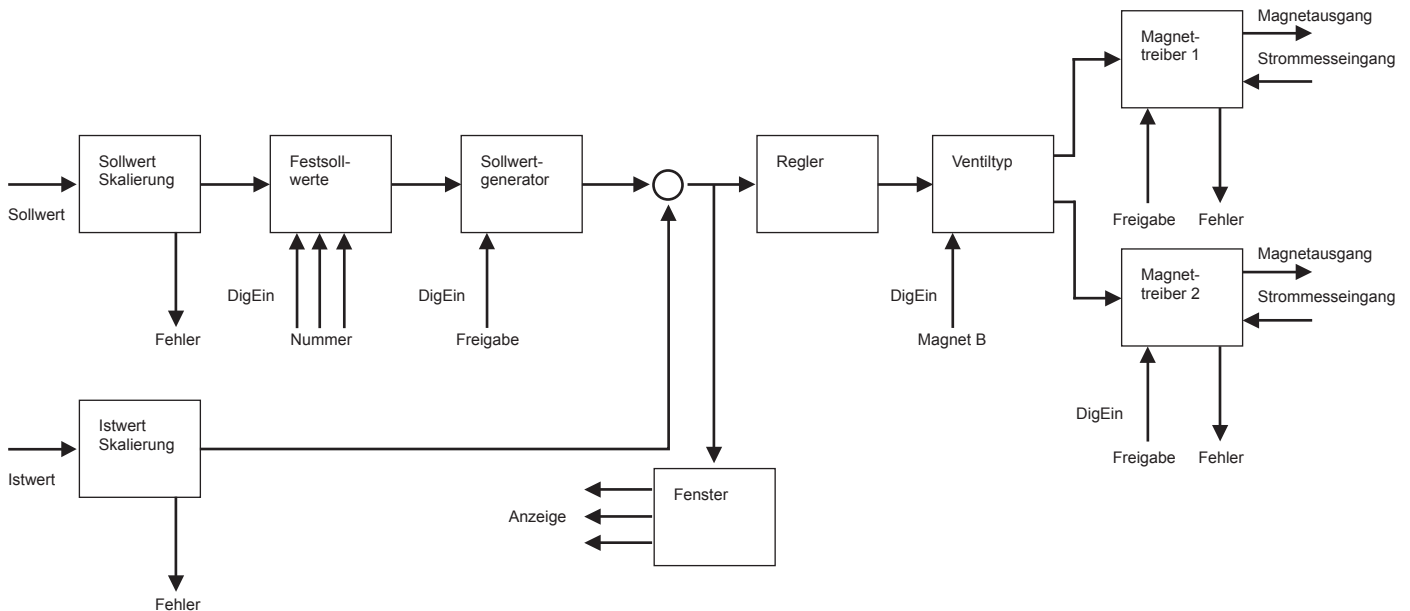 Magnetausgang
Magnet-
treiber 1
Strommesseingang
Freigabe
Fehler
Sollwert
Skalierung
Festsoll-
werte
Sollwert-
generator
Regler
Ventiltyp
Sollwert
DigEin
DigEin
DigEin
Fehler
Nummer
Freigabe
Magnet B
Magnetausgang
Magnet-
treiber 2
Strommesseingang
DigEin
Freigabe
Fehler
Istwert
Skalierung
Istwert
Fenster
Anzeige
Fehler